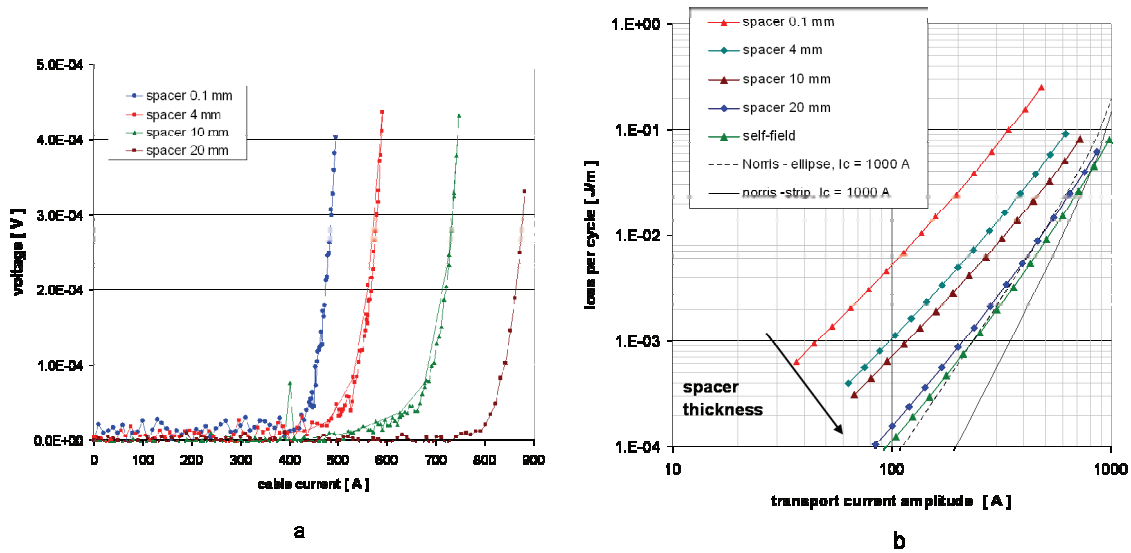 5.0E-04
4.0E-04
3.0E-04
2.0E-04
1.0E-04
0.0E+00
voltage [ V ]
spacer 0.1 mm
spacer 4 mm
spacer 10 mm
spacer 20 mm
0 100 200 300 400 500 600 700 800 900
cable current [ A ]
a
1.E+00
1.E-01
1.E-02
1.E-03
1.E-04
loss per cycle [ J/m ]
spacer 0.1 mm
spacer 4 mm
spacer 10 mm
spacer 20 mm
self-field
Norris - ellipse, Ic = 1000 A
norris -strip, Ic = 1000 A
spacer
thickness
10 100 1000
transport current amplitude [ A ]
b